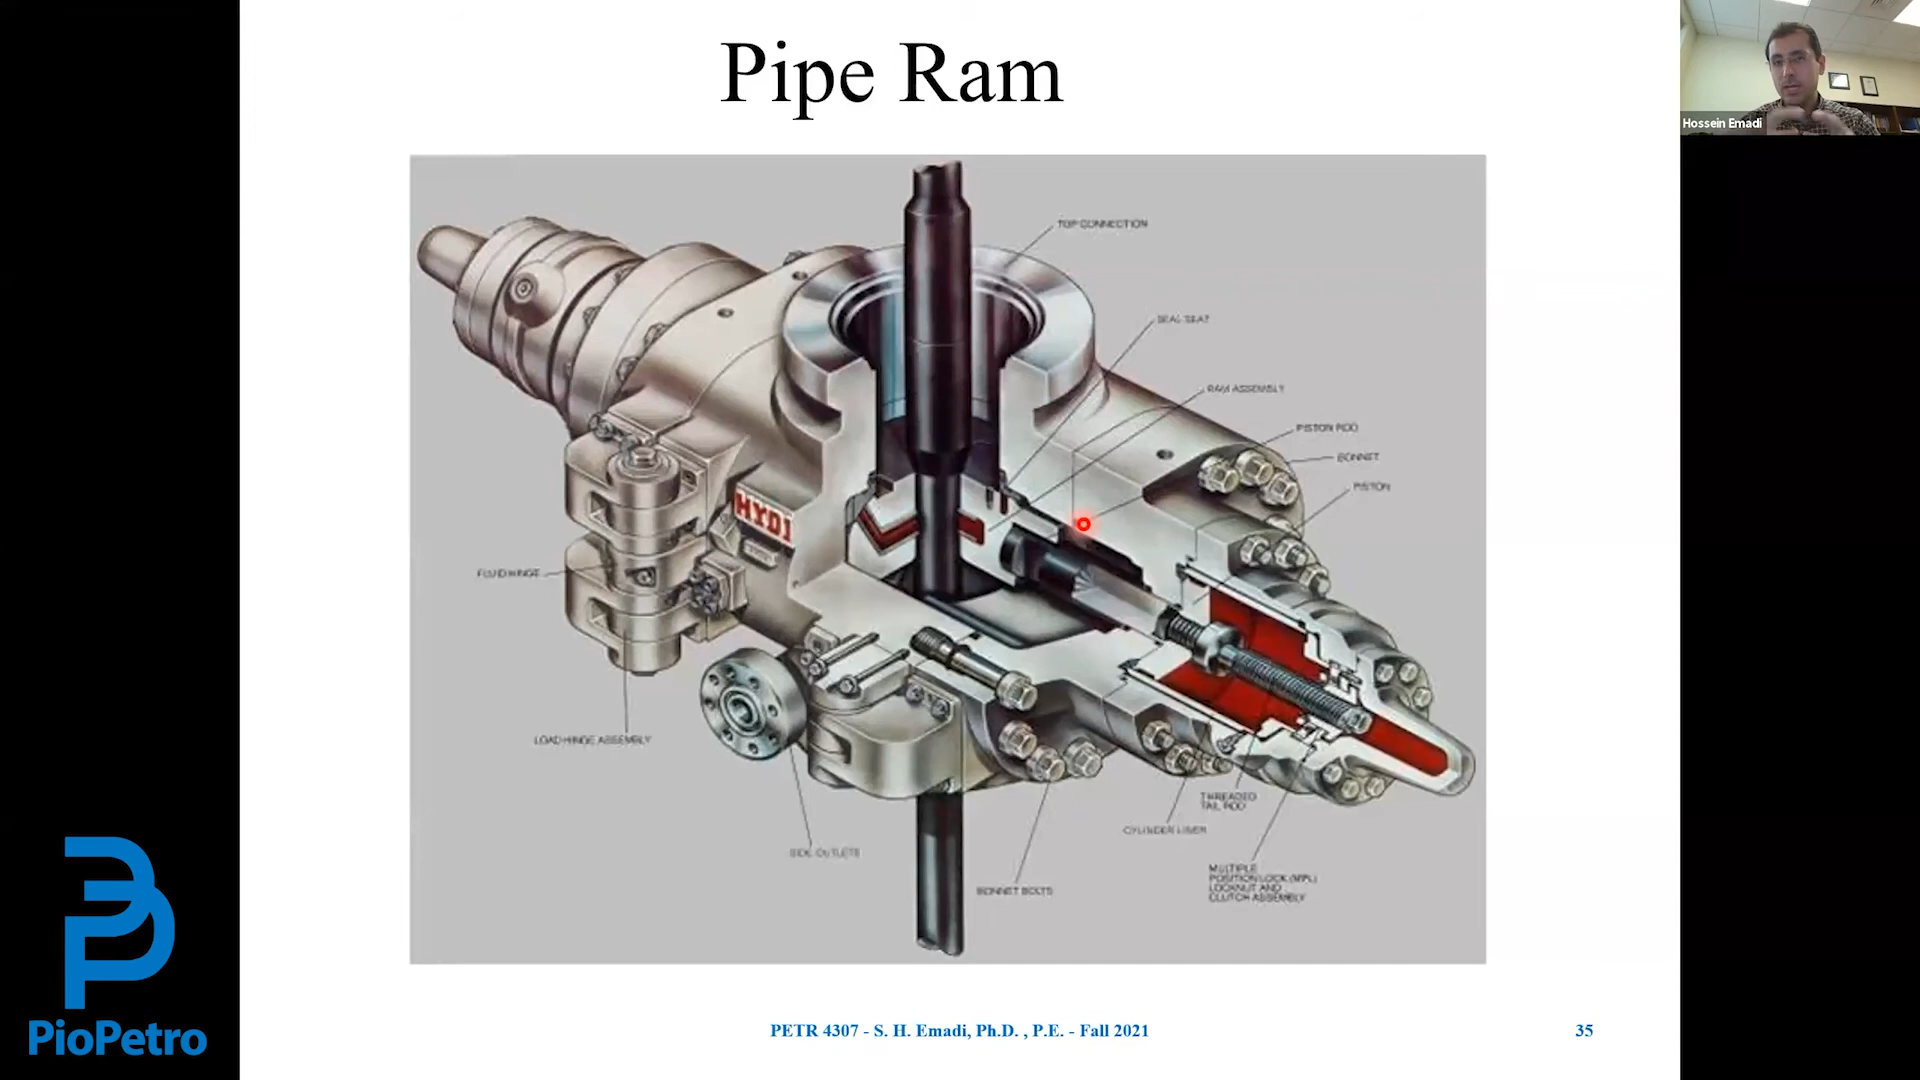 Pipe Ram
Hossein Emadi
TOP CONNECTION
SEAL SEAT
RAM ASSEMBLY
PISTON ROD
BONNET
PISTON
HYDI
FLUID HINGE
LOAD HINGE ASSEMBLY
THREADED
TAIL ROD
CYLINDER LINER
SIDE OUTLETS
MULTIPLE
POSITION LOCK (MPL)
LOCKNUT AND
CLUTCH ASSEMBLY
BONNET BOLTS
PioPetro
PETR 4307 - S. H. Emadi, Ph.D. , P.E. - Fall 2021
35